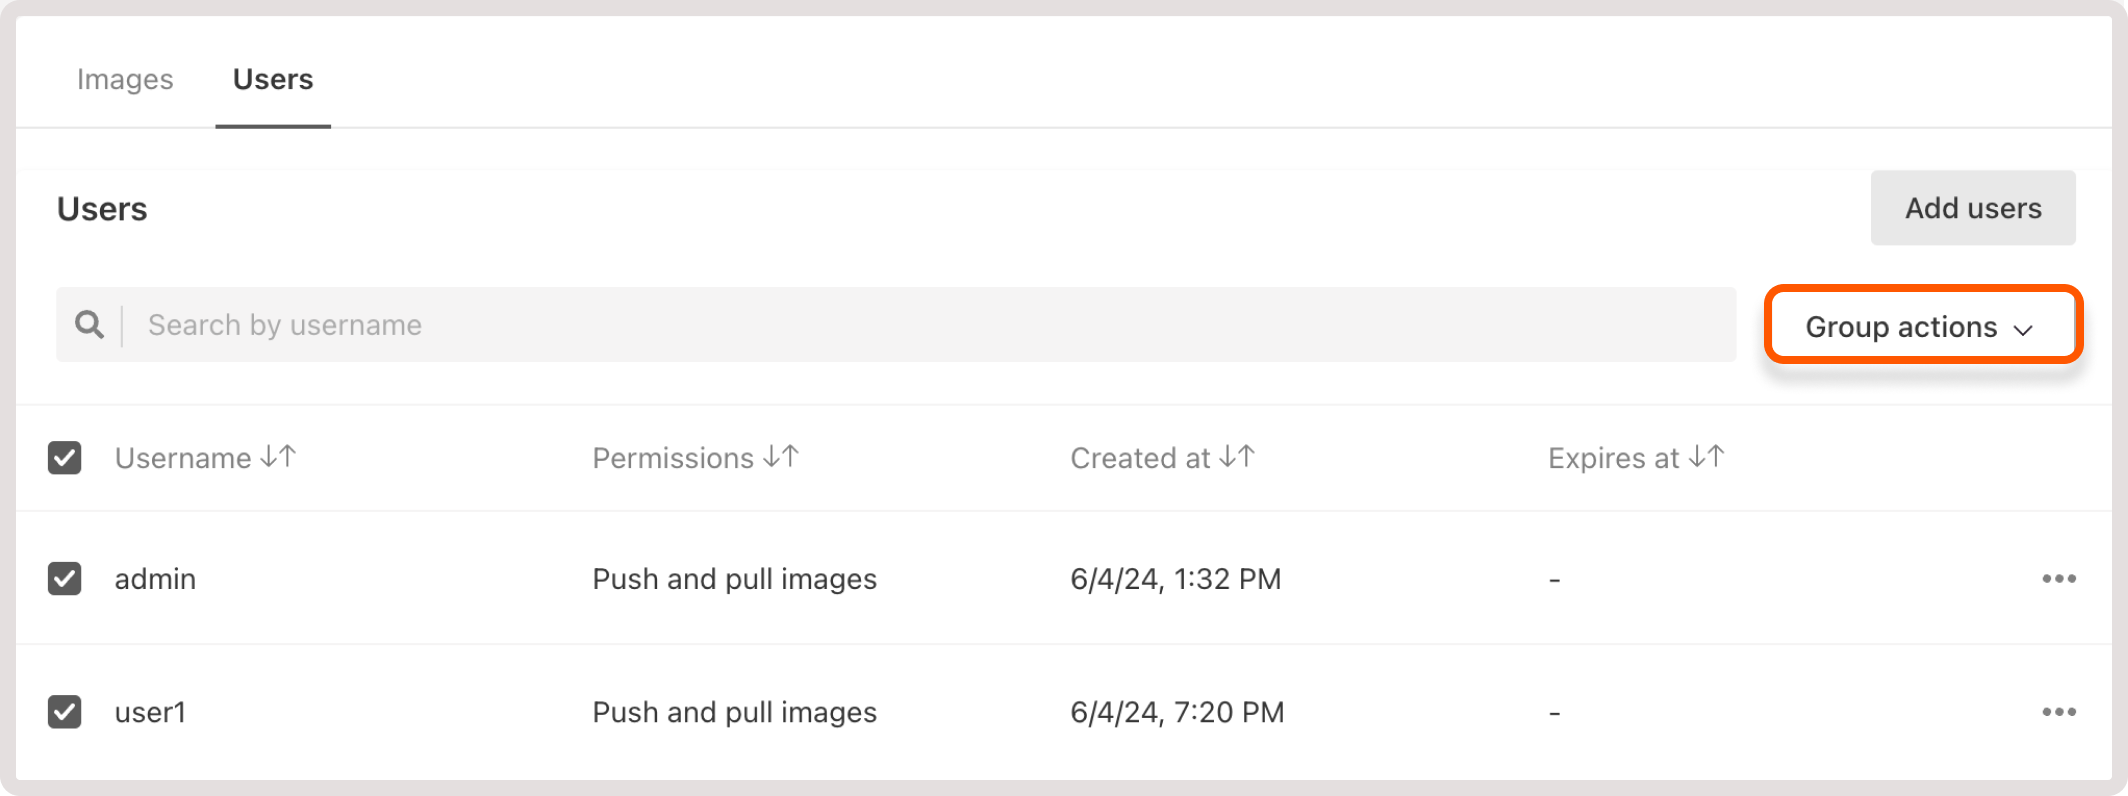 Images Users
Users Add users
Search by username Group actions
Username Permissions Created at Expires at
admin Push and pull images 6/4/24, 1:32 PM -
user1 Push and pull images 6/4/24, 7:20 PM -